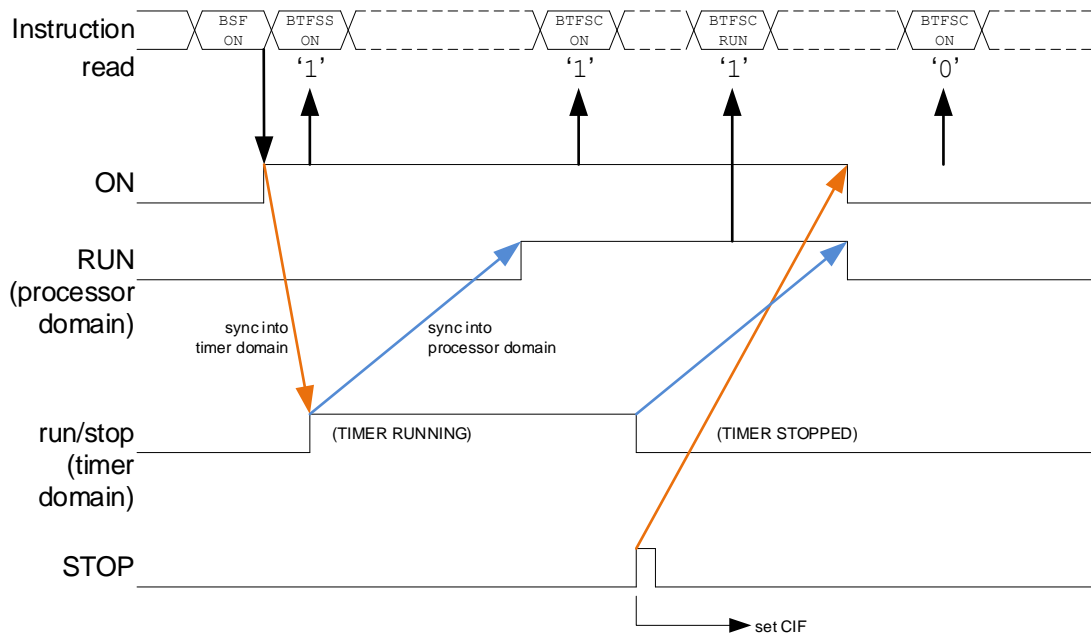 Instruction
BSF
ON
BTFSS
ON
BTFSC
ON
BTFSC
RUN
BTFSC
ON
read
‘1’
‘1’
‘1’
‘0’
ON
RUN
(processor
domain)
sync into
timer domain
sync into
processor domain
run/stop
(timer
domain)
(TIMER RUNNING)
(TIMER STOPPED)
STOP
set CIF